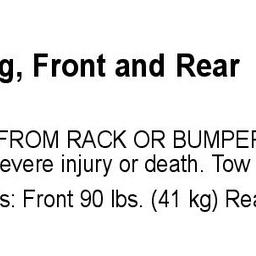 g, Front and Rear
FROM RACK OR BUMPER
evere injury or death. Tow
s: Front 90 lbs. (41 kg) Rea